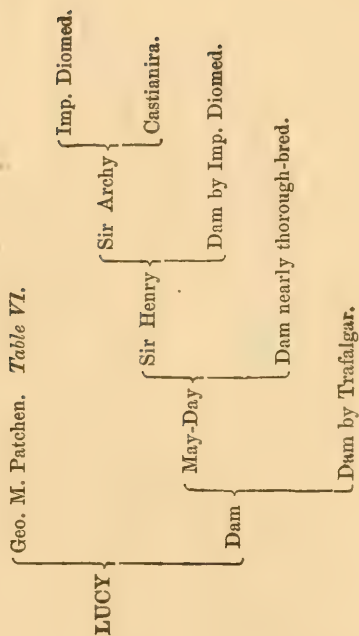 LUCY
Geo. M. Patchen. Table VI.
Dam
May-Day
Sir Henry
Sir Archy
Imp. Diomed.
Castianira.
Dam by Imp. Diomed.
Dam nearly thorough-bred.
Dam by Trafalgar.